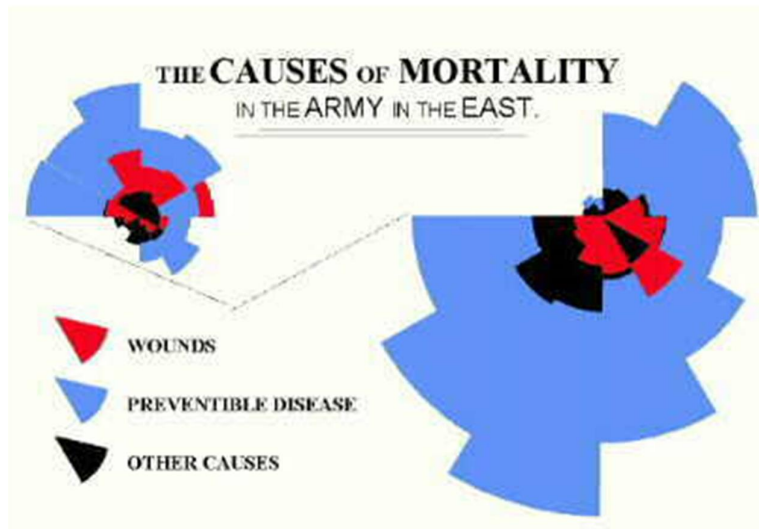 THE CAUSES OF MORTALITY
IN THE ARMY IN THE EAST.
WOUNDS
PREVENTIBLE DISEASE
OTHER CAUSES